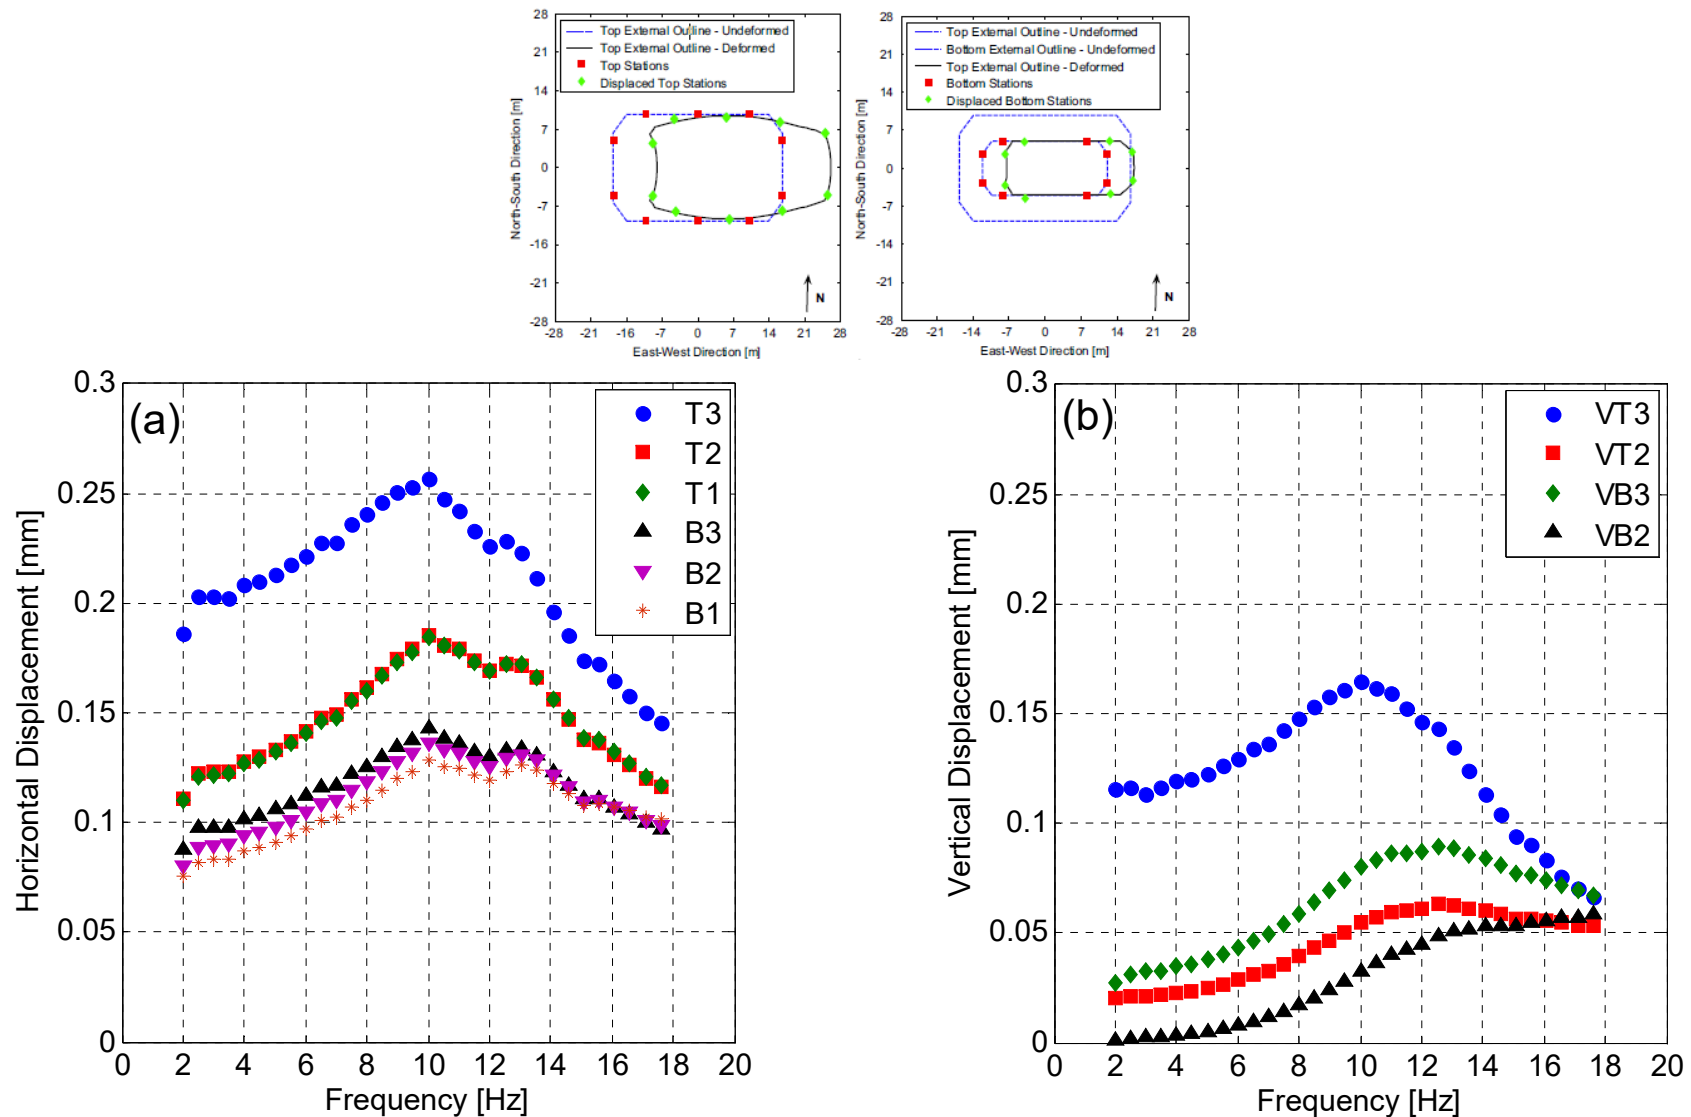 28
21
14
7
0
-7
-14
-21
-28
North-South Direction [m]
Top External Outline - Undeformed
Top External Outline - Deformed
Top Stations
Displaced Top Stations
N
-28 -21 -16 -7 0 7 14 21 28
East-West Direction [m]
28
21
14
7
0
-7
-14
-21
-28
North-South Direction [m]
Top External Outline - Undeformed
Bottom External Outline - Undeformed
Top External Outline - Deformed
Bottom Stations
Displaced Bottom Stations
N
-28 -21 -14 -7 0 7 14 21 28
East-West Direction [m]
(a)
0.3
0.25
0.2
0.15
0.1
0.05
0
Horizontal Displacement [mm]
T3
T2
T1
B3
B2
B1
0 2 4 6 8 10 12 14 16 18 20
Frequency [Hz]
(b)
0.3
0.25
0.2
0.15
0.1
0.05
0
Vertical Displacement [mm]
VT3
VT2
VB3
VB2
0 2 4 6 8 10 12 14 16 18 20
Frequency [Hz]